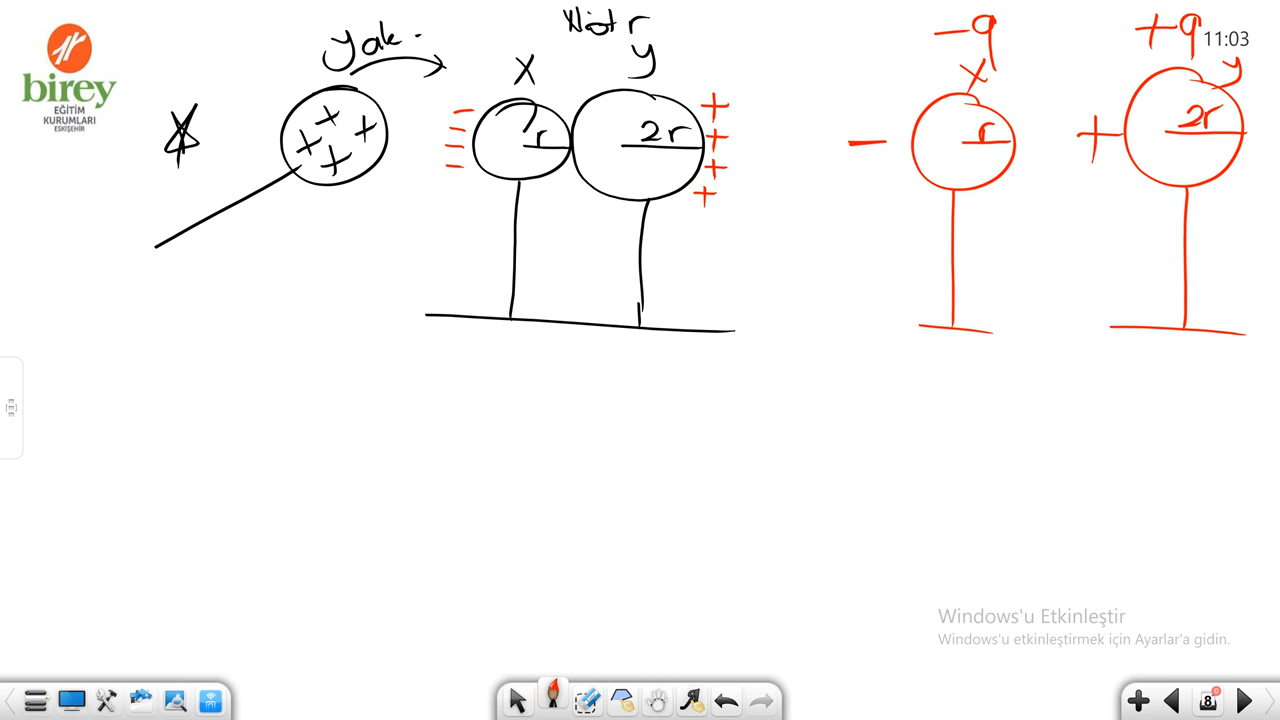 birey
EĞİTİM
KURUMLARI
ESKİŞEHİR
yak.
Nötr
x
y
-q
+q
11:03
x
y
+ + + +
- - - -
r
2r
+ + + +
-
r
+
2r
Windows'u Etkinleştir
Windows'u etkinleştirmek için Ayarlar'a gidin.
8
0